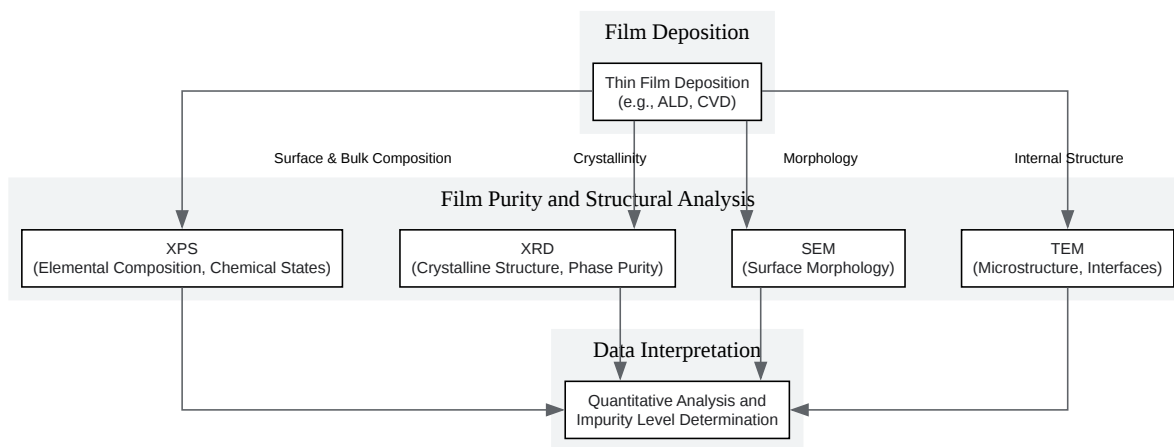 Film Deposition
Thin Film Deposition
(e.g., ALD, CVD)
Surface & Bulk Composition
Crystallinity
Morphology
Internal Structure
Film Purity and Structural Analysis
XPS
(Elemental Composition, Chemical States)
XRD
(Crystalline Structure, Phase Purity)
SEM
(Surface Morphology)
TEM
(Microstructure, Interfaces)
Data Interpretation
Quantitative Analysis and
Impurity Level Determination